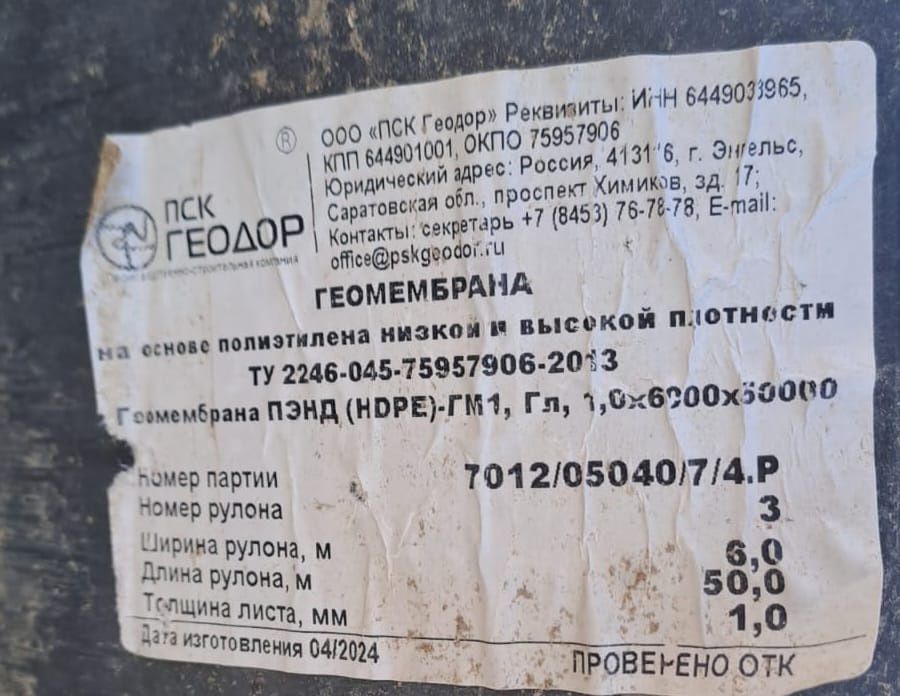 ПСК
ГЕОДОР
®
ООО «ПСК Геодор» Реквизиты: ИНН 6449033965,
КПП 644901001, ОКПО 75957906
Юридический адрес: Россия, 413116, г. Энгельс,
Саратовская обл., проспект Химиков, зд. 17;
Контакты: секретарь +7 (8453) 76-78-78, E-mail:
office@pskgeodor.ru
ГЕОМЕМБРАНА
на основе полиэтилена низкой и высокой плотности
ТУ 2246-045-75957906-2013
Геомембрана ПЭНД (HDPE)-ГМ1, Гл, 1,0х6000х50000
Номер партии 7012/05040/7/4.Р
Номер рулона 3
Ширина рулона, м 6,0
Длина рулона, м 50,0
Толщина листа, мм 1,0
Дата изготовления 04/2024
ПРОВЕРЕНО ОТК